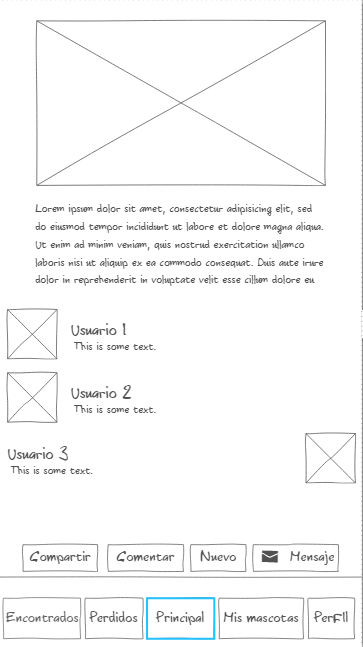 Lorem ipsum dolor sit amet, consectetur adipisicing elit, sed
do eiusmod tempor incididunt ut labore et dolore magna aliqua.
Ut enim ad minim veniam, quis nostrud exercitation ullamco
laboris nisi ut aliquip ex ea commodo consequat. Duis aute irure
dolor in reprehenderit in voluptate velit esse cillum dolore eu
Usuario 1
This is some text.
Usuario 2
This is some text.
Usuario 3
This is some text.
Compartir Comentar Nuevo Mensaje
Encontrados Perdidos Principal Mis mascotas PerFIl